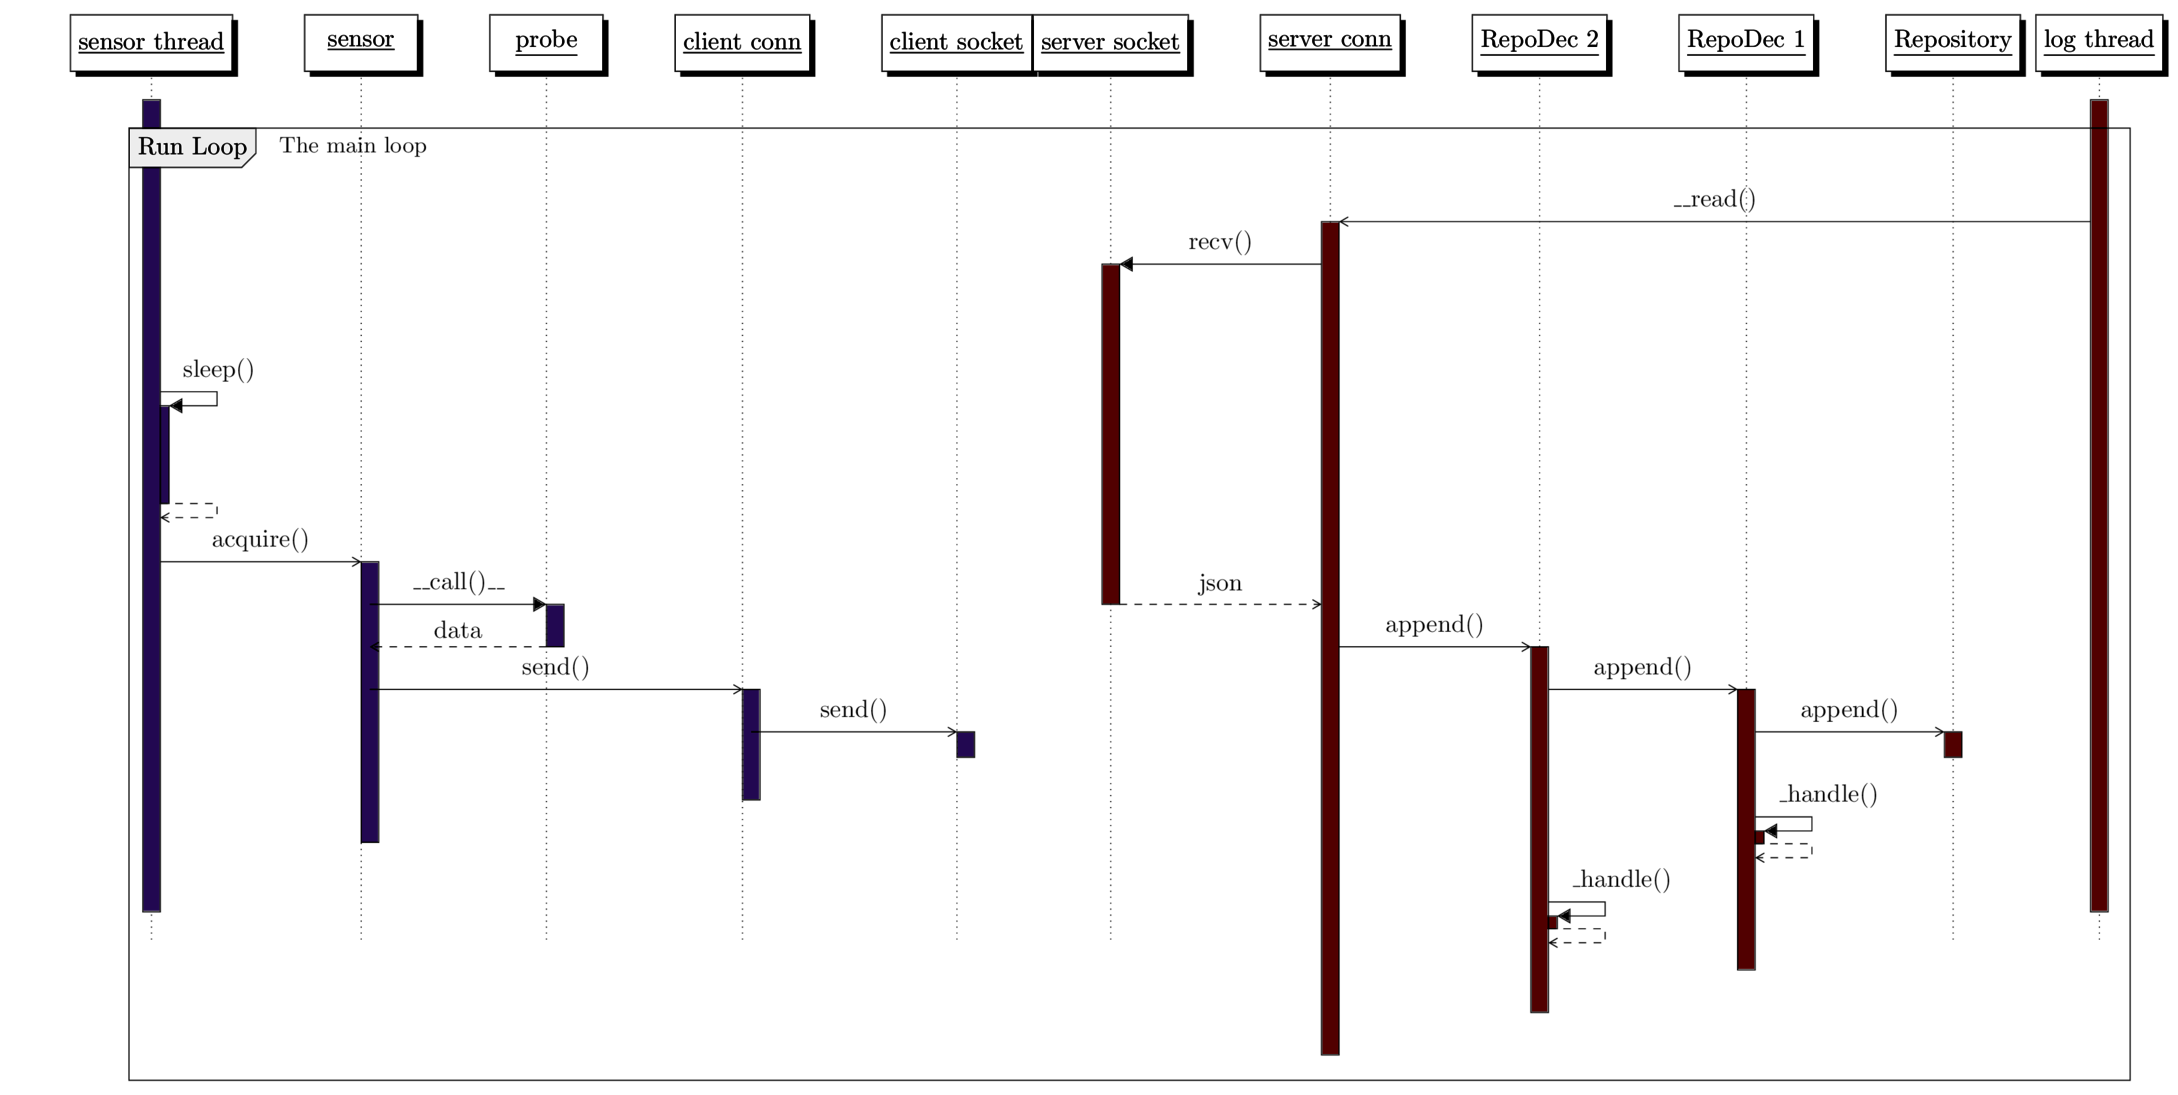 sensor thread
sensor
probe
client conn
client socket
server socket
server conn
RepoDec 2
RepoDec 1
Repository
log thread
Run Loop
The main loop
__read()
recv()
sleep()
acquire()
__call()__
json
append()
data
send()
append()
send()
append()
_handle()
_handle()